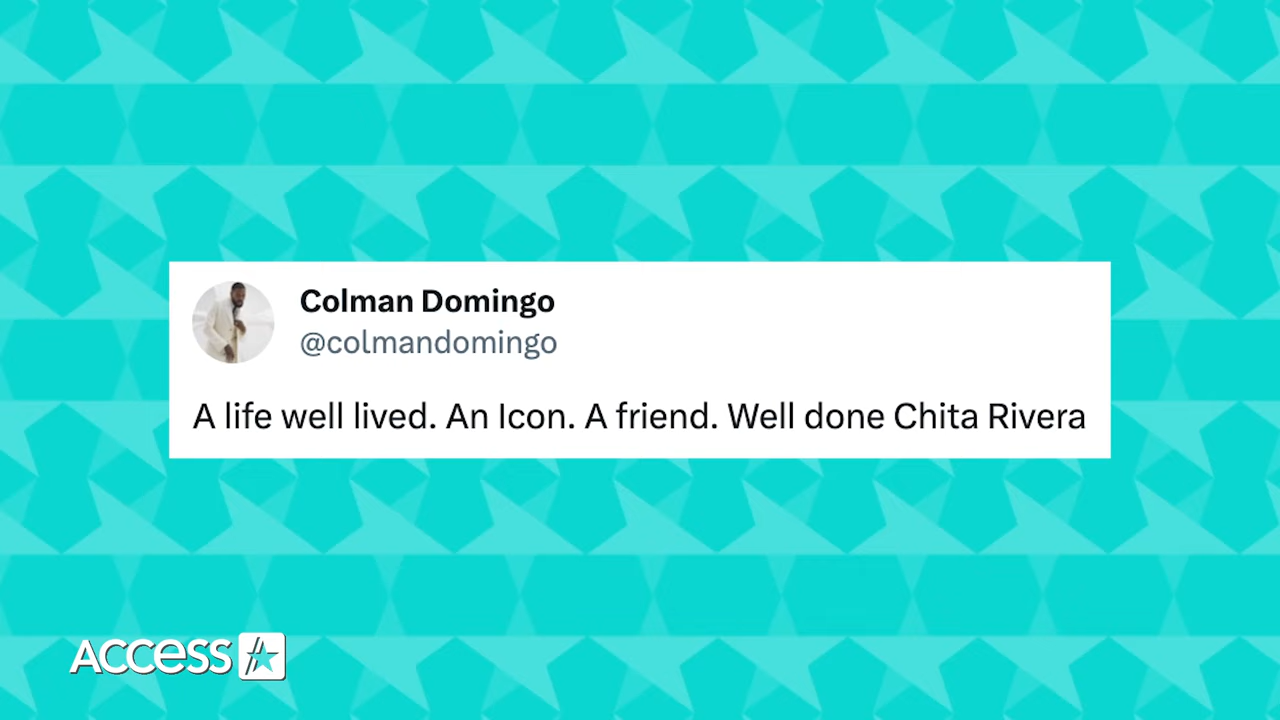 Colman Domingo
@colmandomingo
A life well lived. An Icon. A friend. Well done Chita Rivera
ACCESS